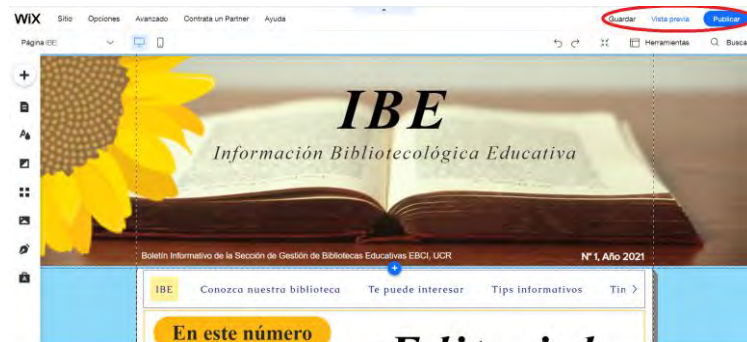 WiX Sitio Opciones Avanzado Contrata un Partner Ayuda Guardar Vista previa Publicar
Página IBE Herramientas Busca
IBE
Información Bibliotecológica Educativa
Boletín Informativo de la Sección de Gestión de Bibliotecas Educativas EBCI, UCR
N° 1, Año 2021
IBE Conozca nuestra biblioteca Te puede interesar Tips informativos Tin >
En este número